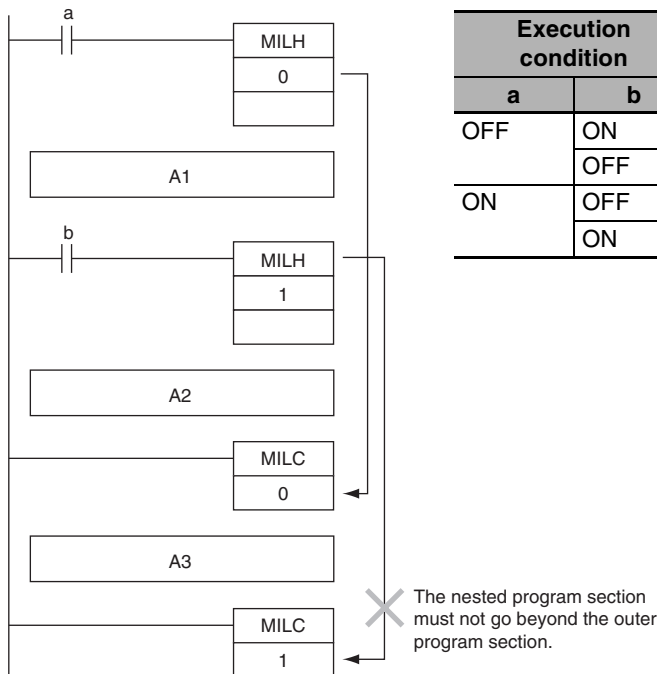 a
MILH
0
A1
b
MILH
1
A2
MILC
0
A3
MILC
1
The nested program section
must not go beyond the outer
program section.
Execution
condition
a b
OFF ON
OFF
ON OFF
ON